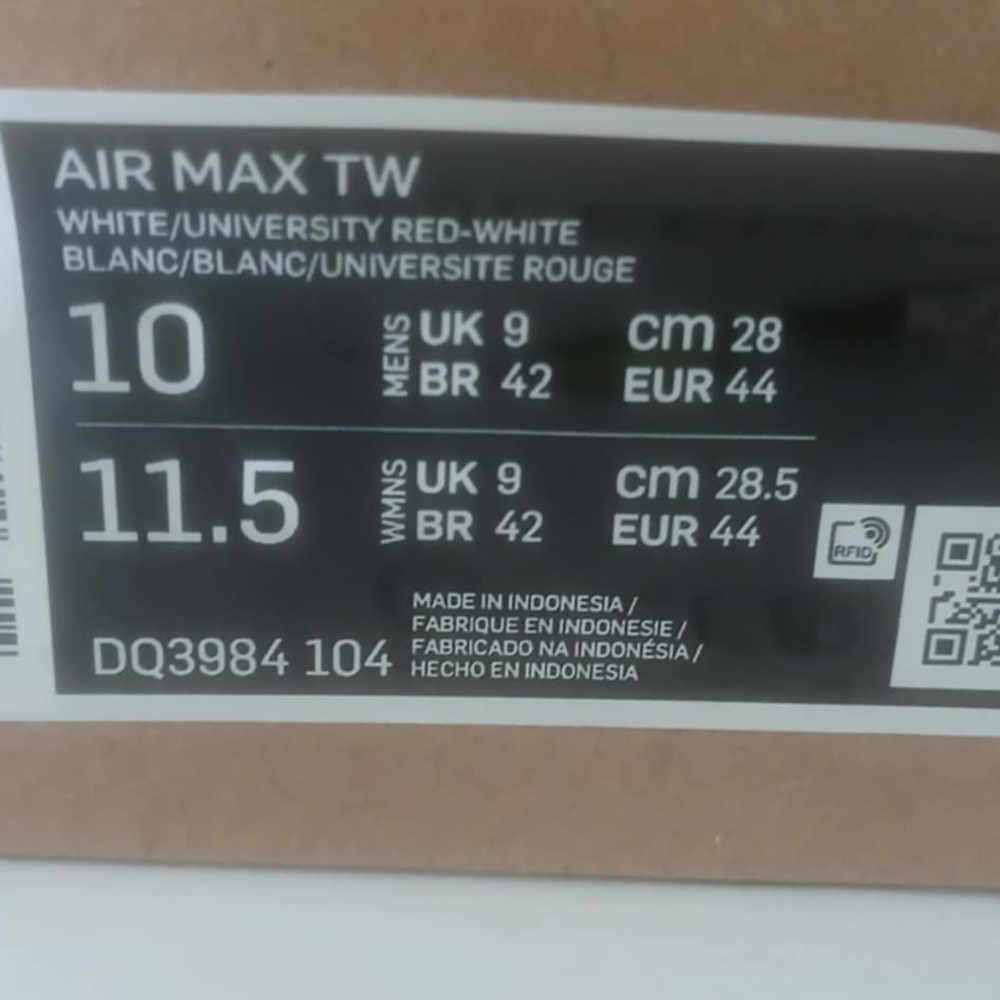 AIR MAX TW
WHITE/UNIVERSITY RED-WHITE
BLANC/BLANC/UNIVERSITE ROUGE
10 MENS UK 9 cm 28
BR 42 EUR 44
11.5 WMNS UK 9 cm 28.5
BR 42 EUR 44
RFID
MADE IN INDONESIA /
FABRIQUE EN INDONESIE /
FABRICADO NA INDONÉSIA /
HECHO EN INDONESIA
DQ3984 104